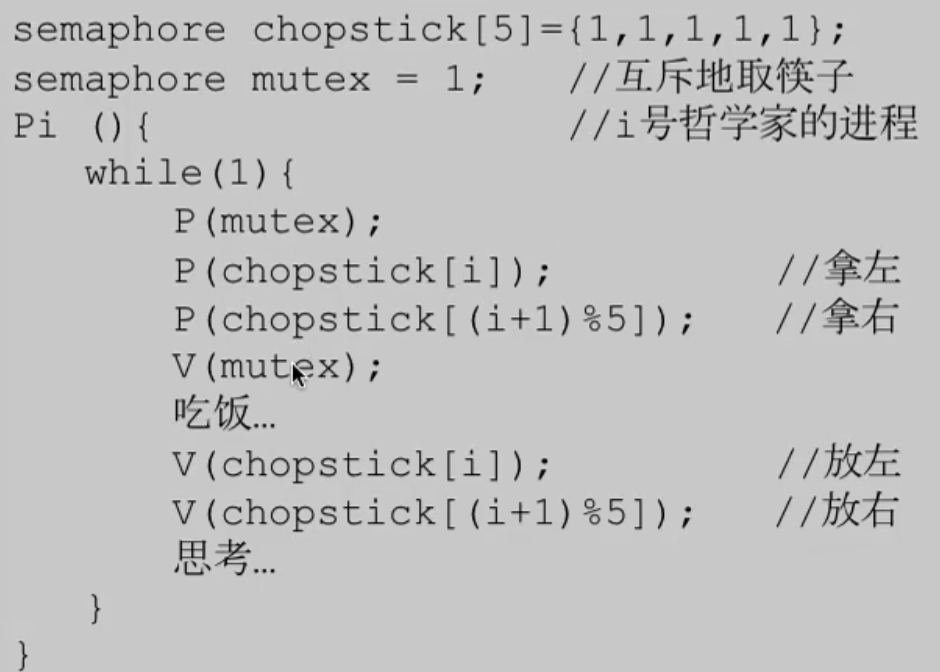 semaphore chopstick[5]={1,1,1,1,1};
semaphore mutex = 1; //互斥地取筷子
Pi (){ //i号哲学家的进程
while(1){
P(mutex);
P(chopstick[i]); //拿左
P(chopstick[(i+1)%5]); //拿右
V(mutex);
吃饭…
V(chopstick[i]); //放左
V(chopstick[(i+1)%5]); //放右
思考…
}
}